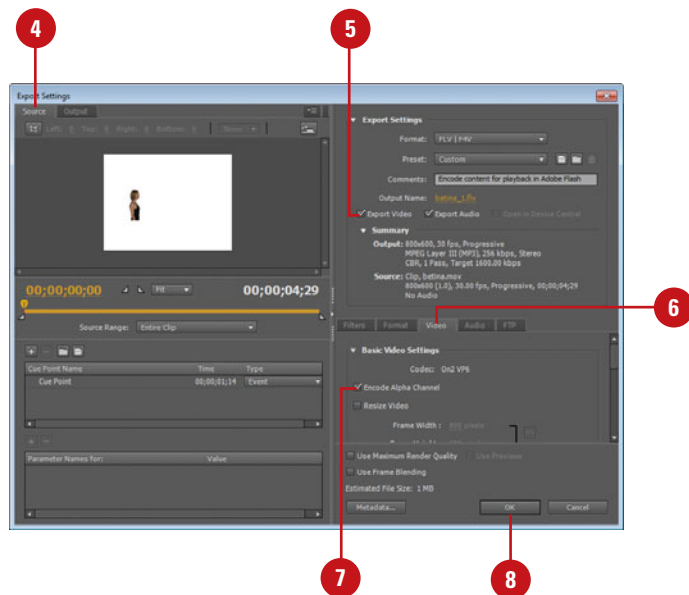 4
5
Export Settings
Source Output
Left: Top: Right: Bottom: None
Export Settings
Format: FLV | F4V
Preset: Custom
Comments: Encode content for playback in Adobe Flash
Output Name: betina_1.flv
Export Video Export Audio Open in Device Central
Summary
Output: 800x600, 30 fps, Progressive
MPEG Layer III (MP3), 256 kbps, Stereo
CBR, 1 Pass, Target 1600.00 kbps
Source: Clip, betina.mov
800x600 (1.0), 30.00 fps, Progressive, 00;00;04;29
No Audio
00;00;00;00 Fit 00;00;04;29
Source Range: Entire Clip
6
Filters Format Video Audio FTP
Basic Video Settings
Codec: On2 VP6
Encode Alpha Channel
Resize Video
Frame Width : 800 pixels
Cue Point Name Time Type
Cue Point 00;00;01;14 Event
Parameter Names for: Value
Use Maximum Render Quality Use Previews
Use Frame Blending
Estimated File Size: 1 MB
Metadata... OK Cancel
7
8